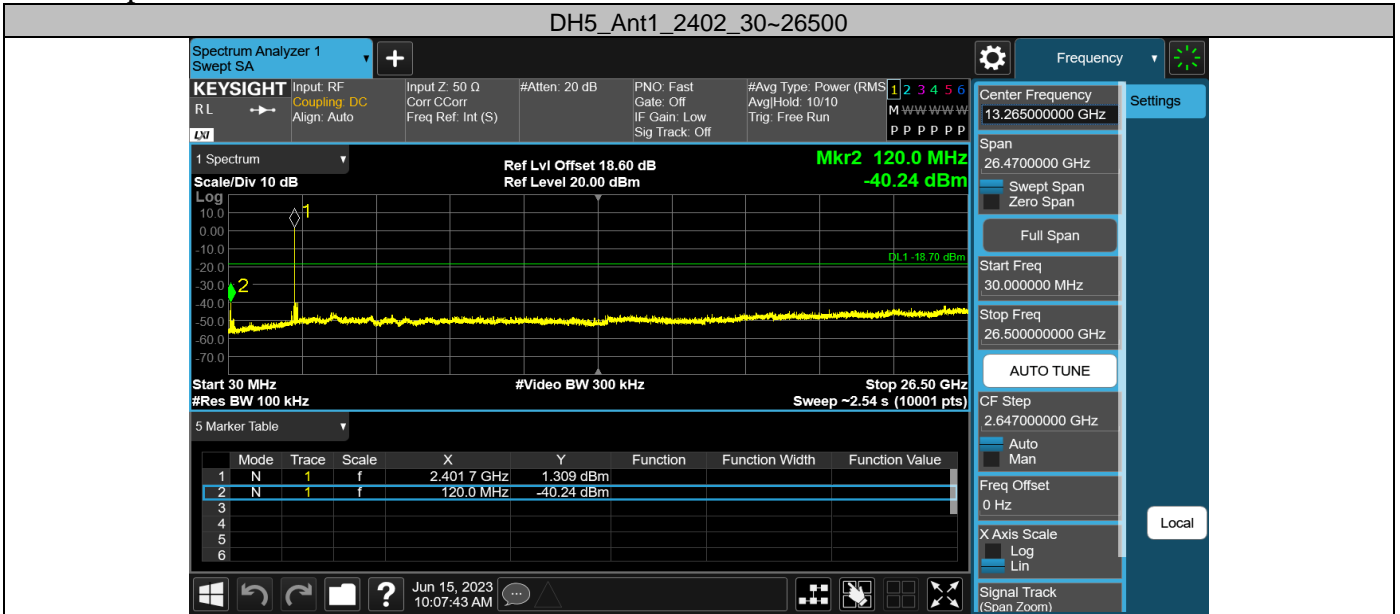 DH5_Ant1_2402_30~26500
Spectrum Analyzer 1
Swept SA
Frequency
KEYSIGHT
RL
LXI
Input: RF
Coupling: DC
Align: Auto
Input Z: 50 Ω
Corr CCorr
Freq Ref: Int (S)
#Atten: 20 dB
PNO: Fast
Gate: Off
IF Gain: Low
Sig Track: Off
#Avg Type: Power (RMS
Avg|Hold: 10/10
Trig: Free Run
1 2 3 4 5 6
M W W W W W
P P P P P P
1 Spectrum
Scale/Div 10 dB
Ref Lvl Offset 18.60 dB
Ref Level 20.00 dBm
Mkr2 120.0 MHz
-40.24 dBm
Log
10.0
0.00
-10.0
-20.0
-30.0
-40.0
-50.0
-60.0
-70.0
1
2
DL1 -18.70 dBm
Start 30 MHz
#Video BW 300 kHz
Stop 26.50 GHz
#Res BW 100 kHz
Sweep ~2.54 s (10001 pts)
5 Marker Table
Mode Trace Scale X Y Function Function Width Function Value
1 N 1 f 2.401 7 GHz 1.309 dBm
2 N 1 f 120.0 MHz -40.24 dBm
3
4
5
6
Jun 15, 2023
10:07:43 AM
Center Frequency
13.265000000 GHz
Settings
Span
26.4700000 GHz
Swept Span
Zero Span
Full Span
Start Freq
30.000000 MHz
Stop Freq
26.500000000 GHz
AUTO TUNE
CF Step
2.647000000 GHz
Auto
Man
Freq Offset
0 Hz
Local
X Axis Scale
Log
Lin
Signal Track
(Span Zoom)